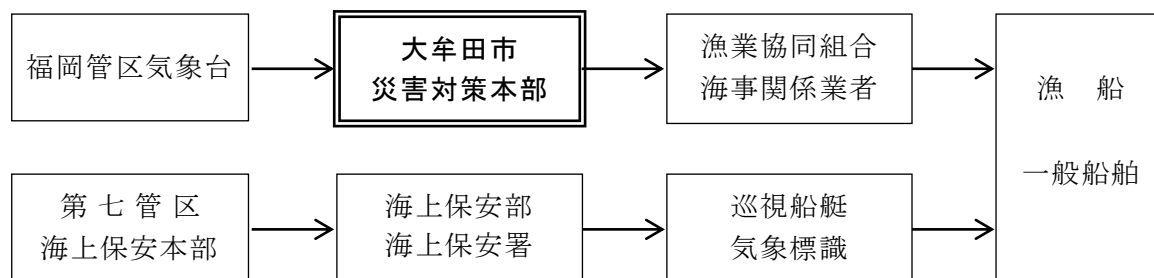 福岡管区気象台
大牟田市
災害対策本部
漁業協同組合
海事関係業者
漁　船
一般船舶
第七管区
海上保安本部
海上保安部
海上保安署
巡視船艇
気象標識